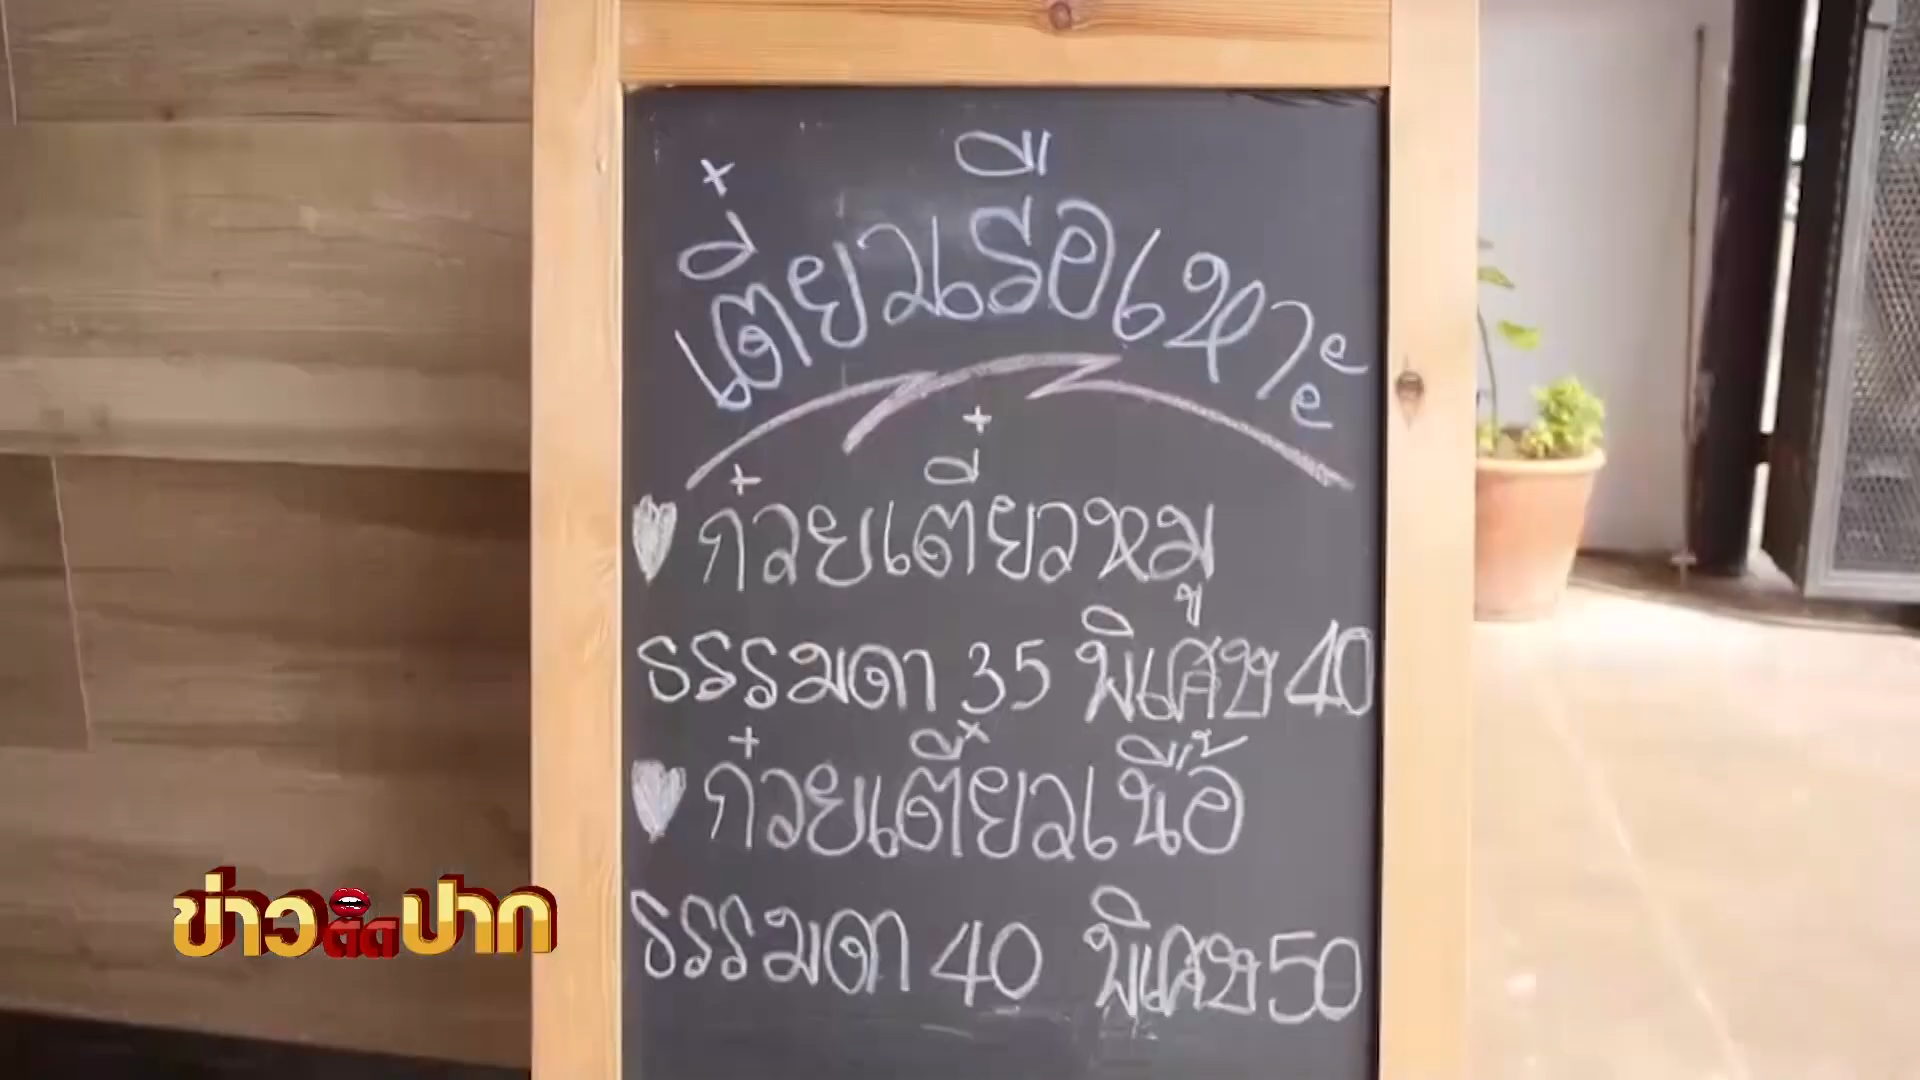 เตี๋ยวเรือเหาะ
ก๋วยเตี๋ยวหมู
ธรรมดา 35 พิเศษ 40
ก๋วยเตี๋ยวเนื้อ
ธรรมดา 40 พิเศษ 50
ข่าวติดปาก